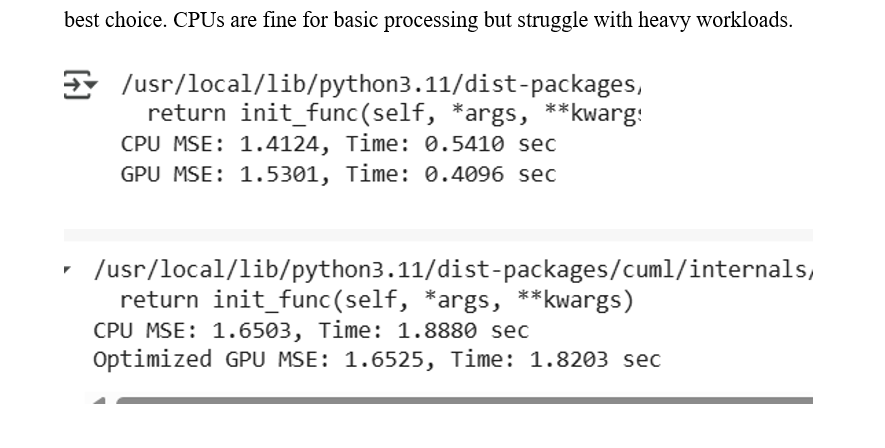 best choice. CPUs are fine for basic processing but struggle with heavy workloads.
/usr/local/lib/python3.11/dist-packages,
return init_func(self, *args, **kwargs
CPU MSE: 1.4124, Time: 0.5410 sec
GPU MSE: 1.5301, Time: 0.4096 sec
/usr/local/lib/python3.11/dist-packages/cuml/internals/
return init_func(self, *args, **kwargs)
CPU MSE: 1.6503, Time: 1.8880 sec
Optimized GPU MSE: 1.6525, Time: 1.8203 sec